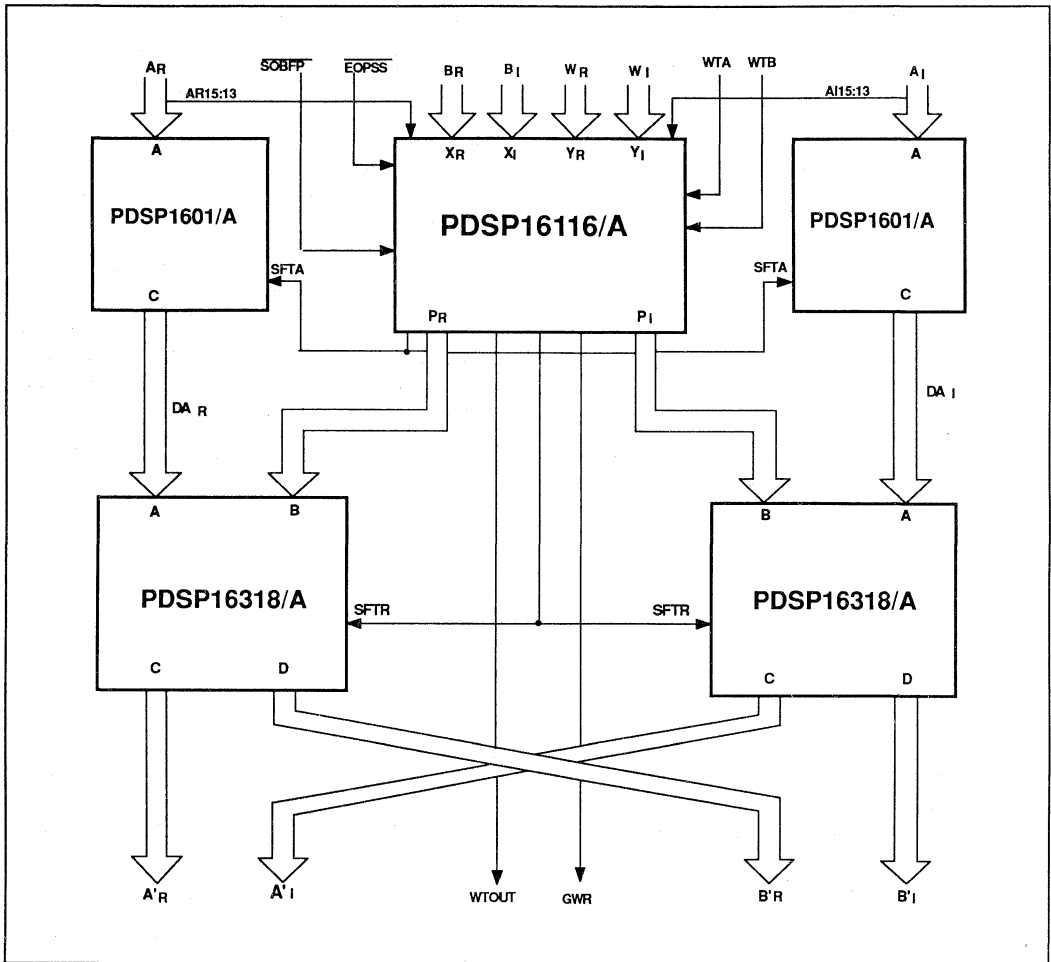 AR SOBFP EOPSS BR BI WR WI WTA WTB AI
AR15:13 AI15:13
A XR XI YR YI A
PDSP1601/A PDSP16116/A PDSP1601/A
SFTA SFTA
C PR PI C
DA R DA I
A B B A
PDSP16318/A PDSP16318/A
SFTR SFTR
C D C D
A'R A'I WTOUT GWR B'R B'I